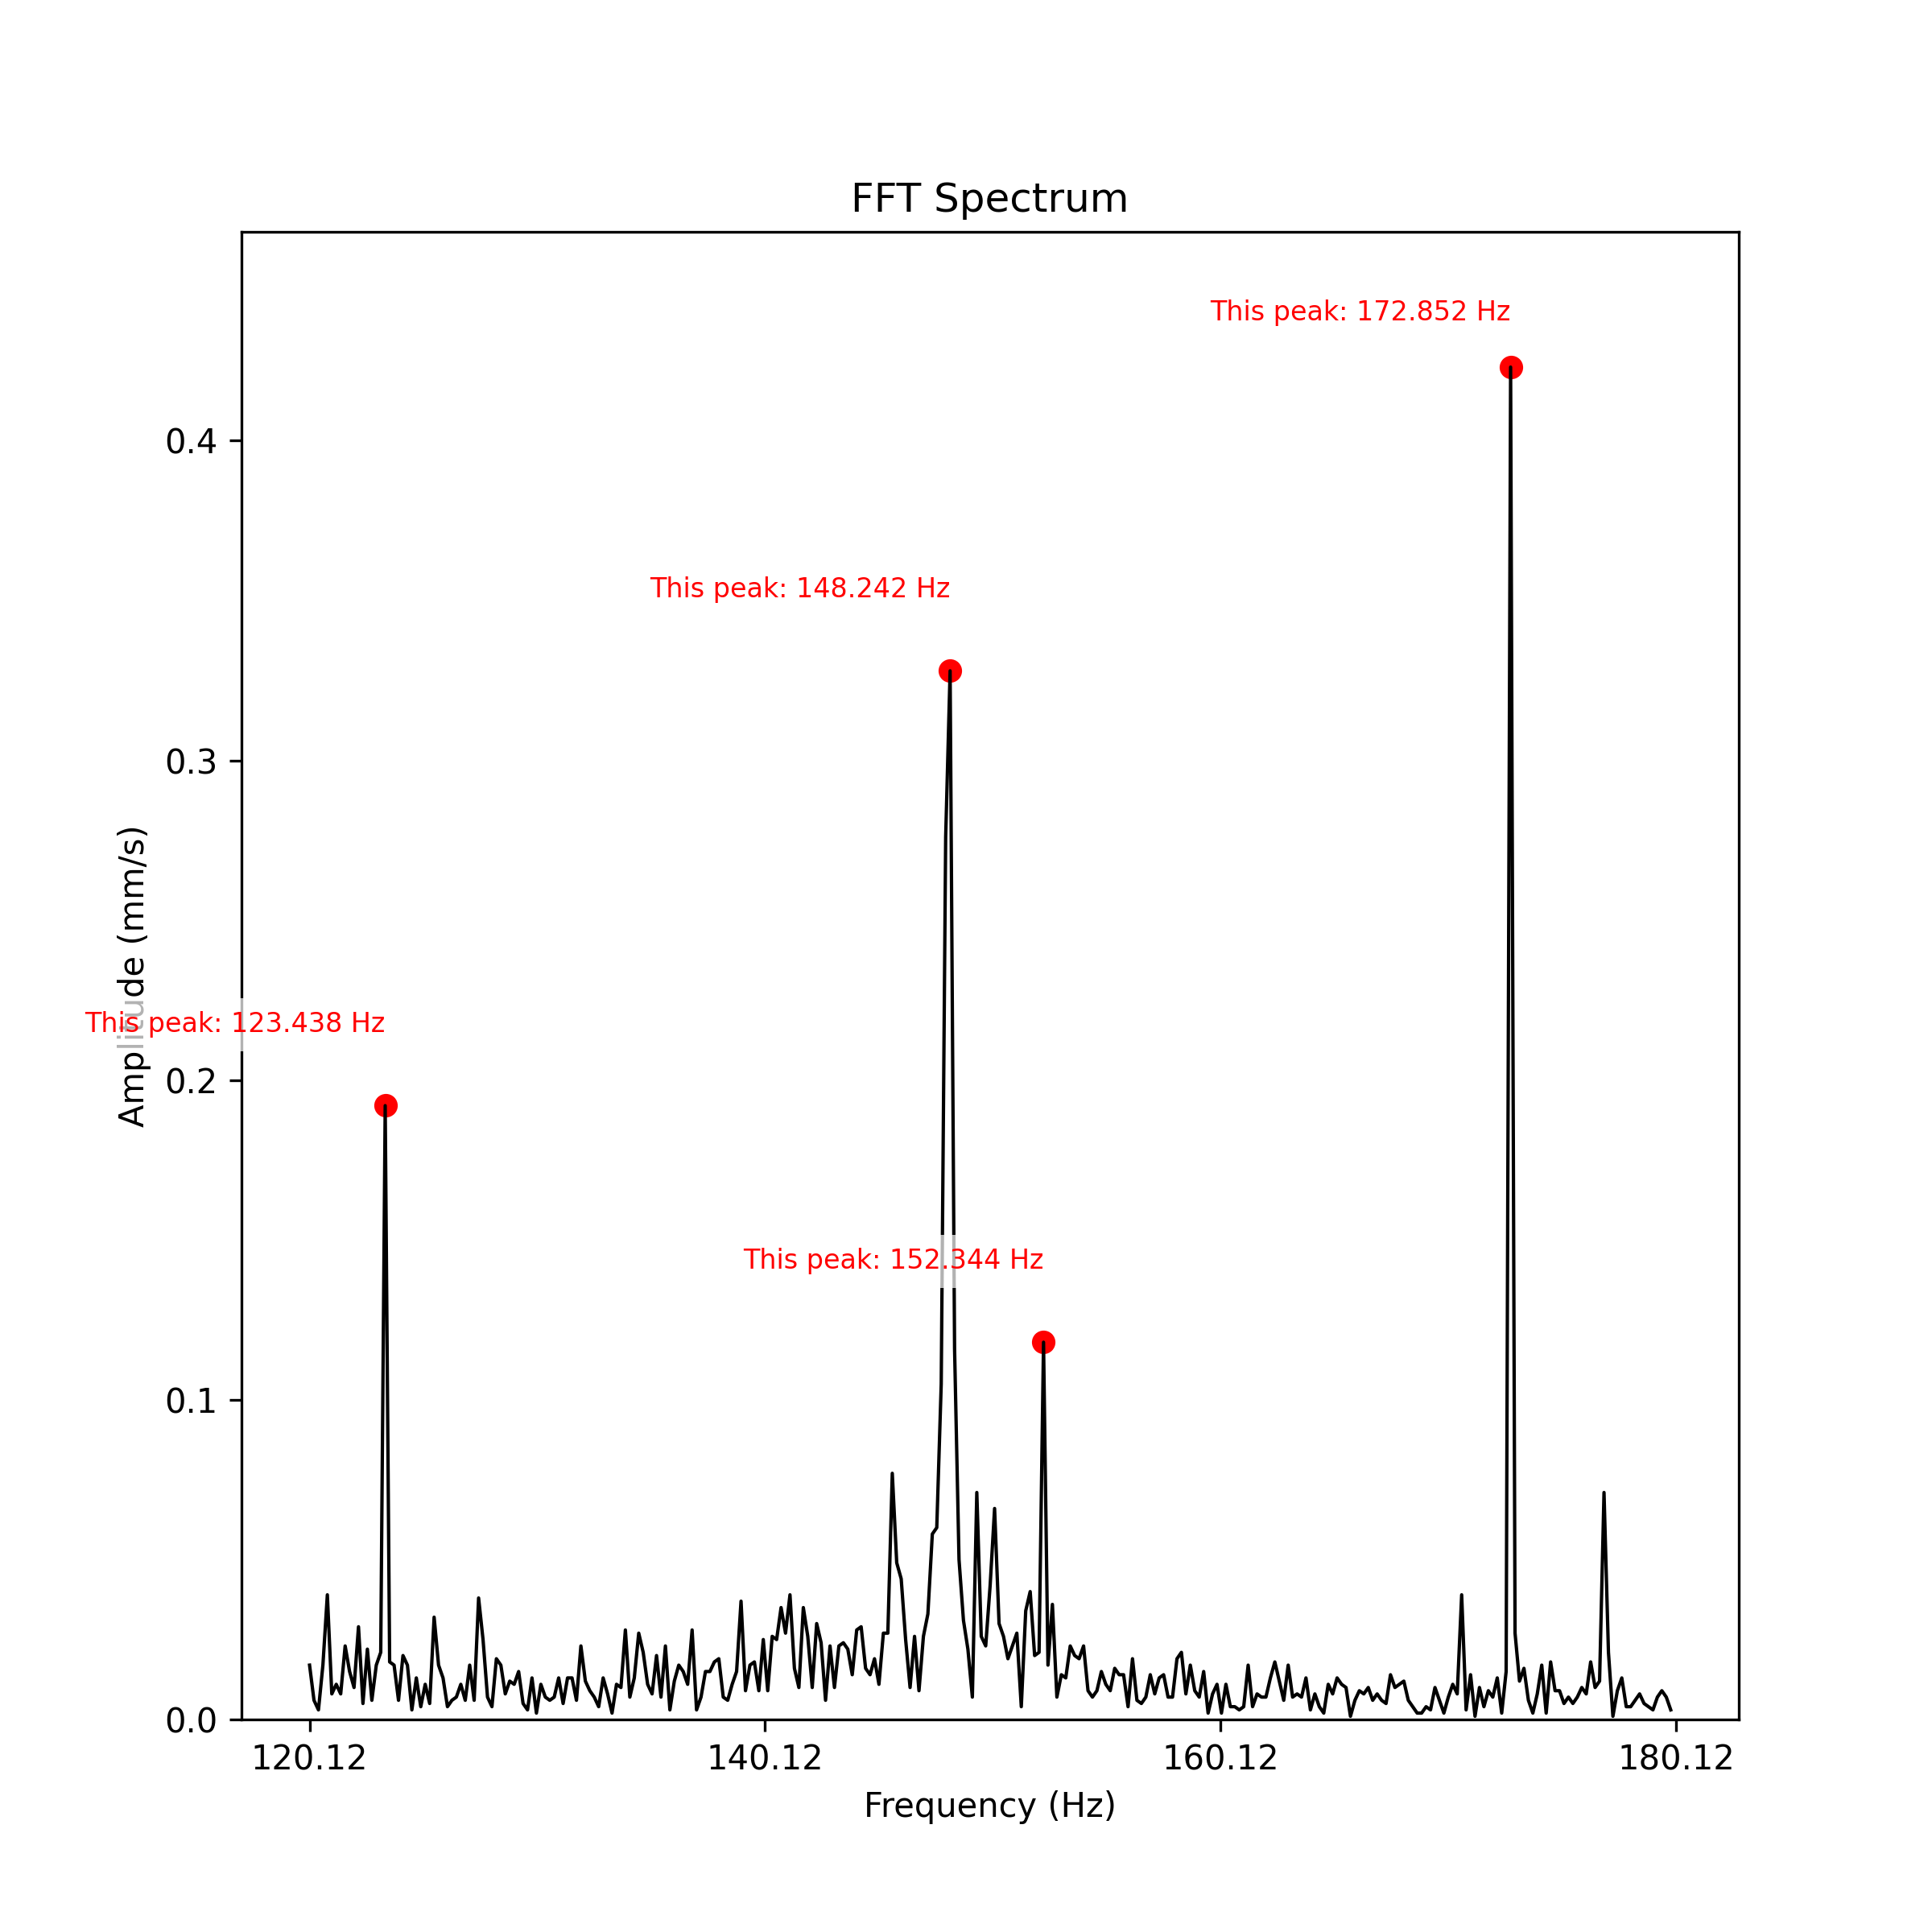 FFT Spectrum
This peak: 172.852 Hz
0.4
This peak: 148.242 Hz
0.3
Amplitude (mm/s)
This peak: 123.438 Hz
0.2
This peak: 152.344 Hz
0.1
0.0
120.12 140.12 160.12 180.12
Frequency (Hz)